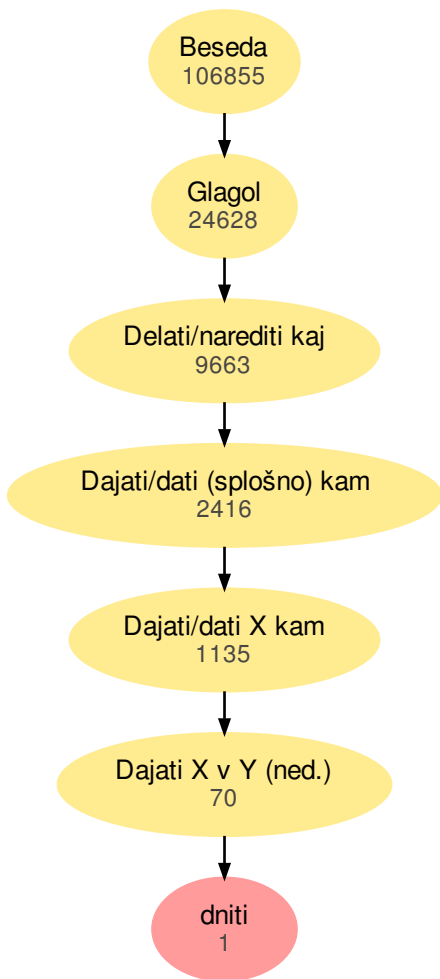 Beseda
106855
Glagol
24628
Delati/narediti kaj
9663
Dajati/dati (splošno) kam
2416
Dajati/dati X kam
1135
Dajati X v Y (ned.)
70
dniti
1